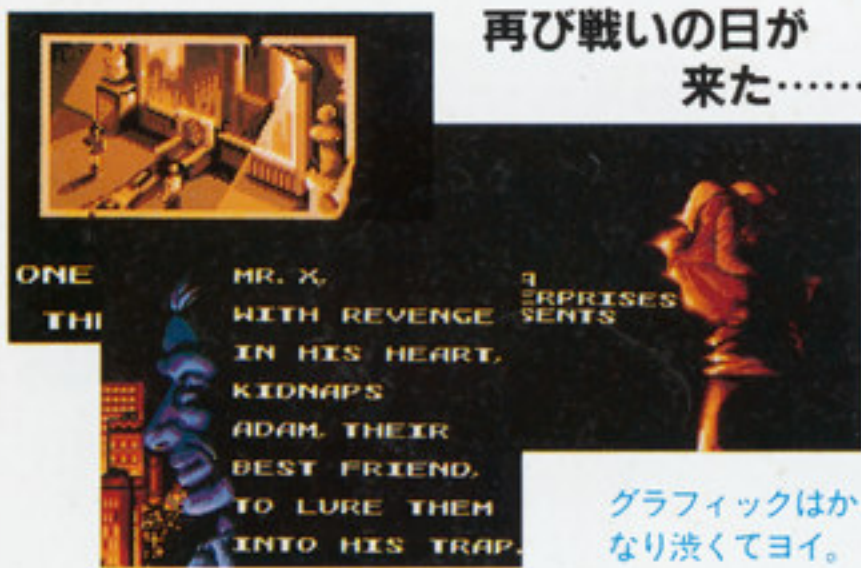 再び戦いの日が
来た……
ONE
THI
MR. X,
WITH REVENGE
IN HIS HEART,
KIDNAPS
ADAM, THEIR
BEST FRIEND,
TO LURE THEM
INTO HIS TRAP.
A
ERPRISES
SENTS
グラフィックはか
なり渋くてヨイ。